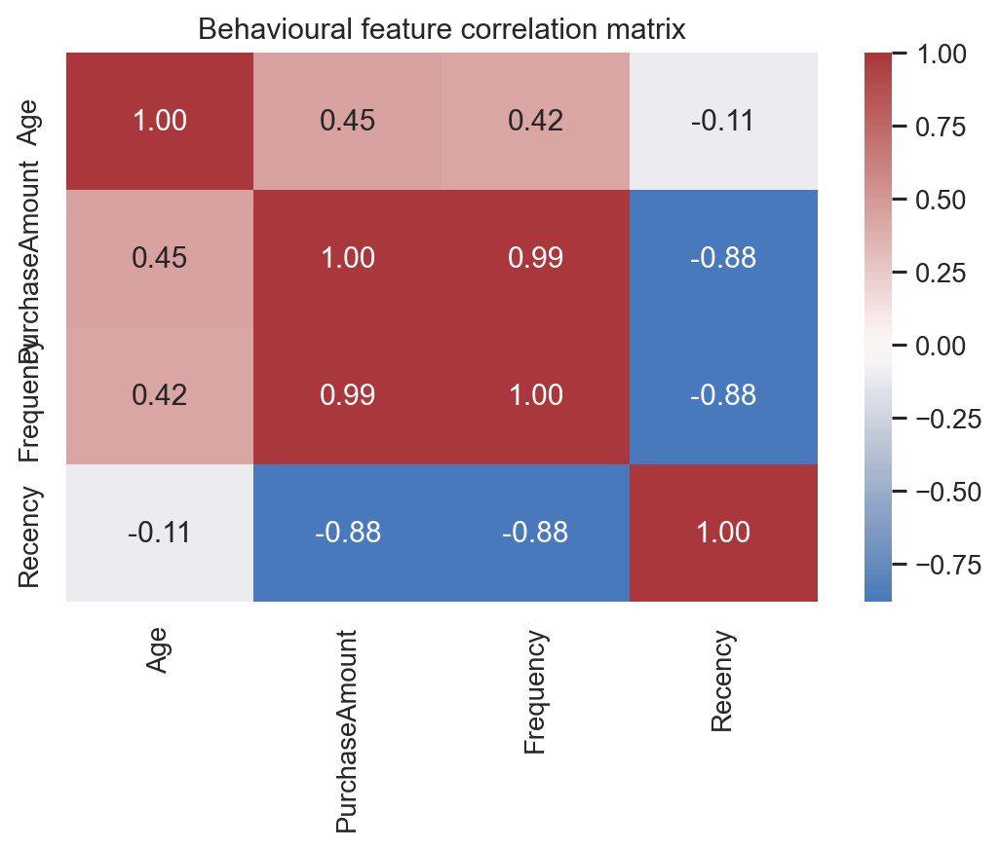 Behavioural feature correlation matrix
Age 1.00 0.45 0.42 -0.11
PurchaseAmount 0.45 1.00 0.99 -0.88
Frequency 0.42 0.99 1.00 -0.88
Recency -0.11 -0.88 -0.88 1.00
Age PurchaseAmount Frequency Recency
1.00
0.75
0.50
0.25
0.00
−0.25
−0.50
−0.75